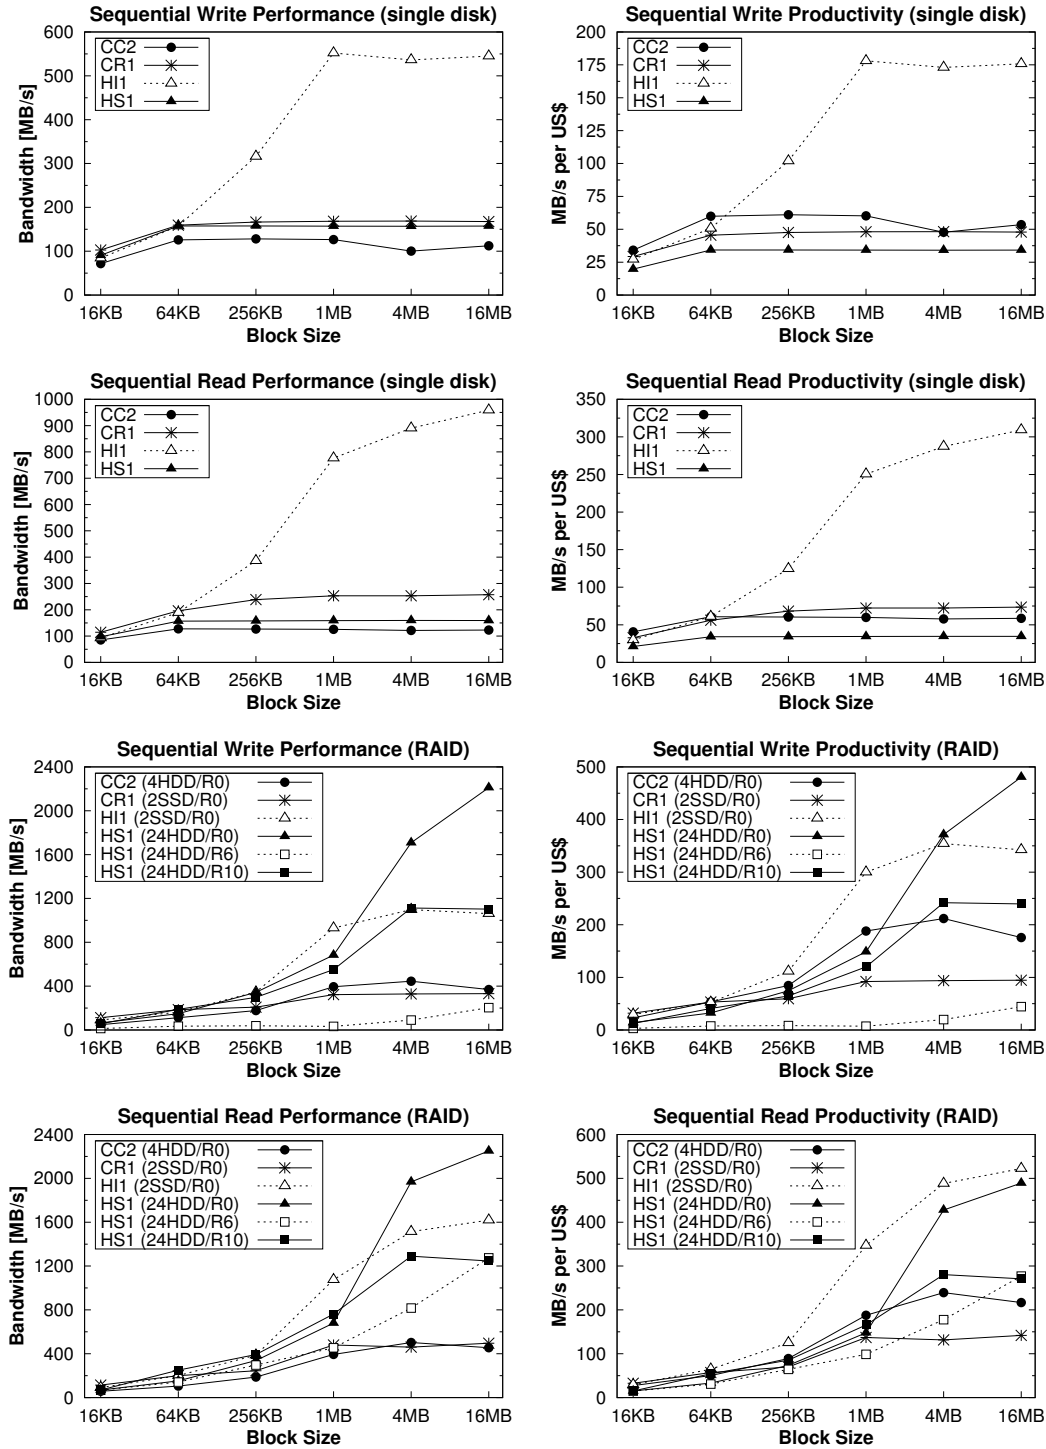 Sequential Write Performance (single disk)
Bandwidth [MB/s]
600
500
400
300
200
100
0
CC2
CR1
HI1
HS1
16KB 64KB 256KB 1MB 4MB 16MB
Block Size
Sequential Write Productivity (single disk)
MB/s per US$
200
175
150
125
100
75
50
25
0
CC2
CR1
HI1
HS1
16KB 64KB 256KB 1MB 4MB 16MB
Block Size
Sequential Read Performance (single disk)
Bandwidth [MB/s]
1000
900
800
700
600
500
400
300
200
100
0
CC2
CR1
HI1
HS1
16KB 64KB 256KB 1MB 4MB 16MB
Block Size
Sequential Read Productivity (single disk)
MB/s per US$
350
300
250
200
150
100
50
0
CC2
CR1
HI1
HS1
16KB 64KB 256KB 1MB 4MB 16MB
Block Size
Sequential Write Performance (RAID)
Bandwidth [MB/s]
2400
2000
1600
1200
800
400
0
CC2 (4HDD/R0)
CR1 (2SSD/R0)
HI1 (2SSD/R0)
HS1 (24HDD/R0)
HS1 (24HDD/R6)
HS1 (24HDD/R10)
16KB 64KB 256KB 1MB 4MB 16MB
Block Size
Sequential Write Productivity (RAID)
MB/s per US$
500
400
300
200
100
0
CC2 (4HDD/R0)
CR1 (2SSD/R0)
HI1 (2SSD/R0)
HS1 (24HDD/R0)
HS1 (24HDD/R6)
HS1 (24HDD/R10)
16KB 64KB 256KB 1MB 4MB 16MB
Block Size
Sequential Read Performance (RAID)
Bandwidth [MB/s]
2400
2000
1600
1200
800
400
0
CC2 (4HDD/R0)
CR1 (2SSD/R0)
HI1 (2SSD/R0)
HS1 (24HDD/R0)
HS1 (24HDD/R6)
HS1 (24HDD/R10)
16KB 64KB 256KB 1MB 4MB 16MB
Block Size
Sequential Read Productivity (RAID)
MB/s per US$
600
500
400
300
200
100
0
CC2 (4HDD/R0)
CR1 (2SSD/R0)
HI1 (2SSD/R0)
HS1 (24HDD/R0)
HS1 (24HDD/R6)
HS1 (24HDD/R10)
16KB 64KB 256KB 1MB 4MB 16MB
Block Size